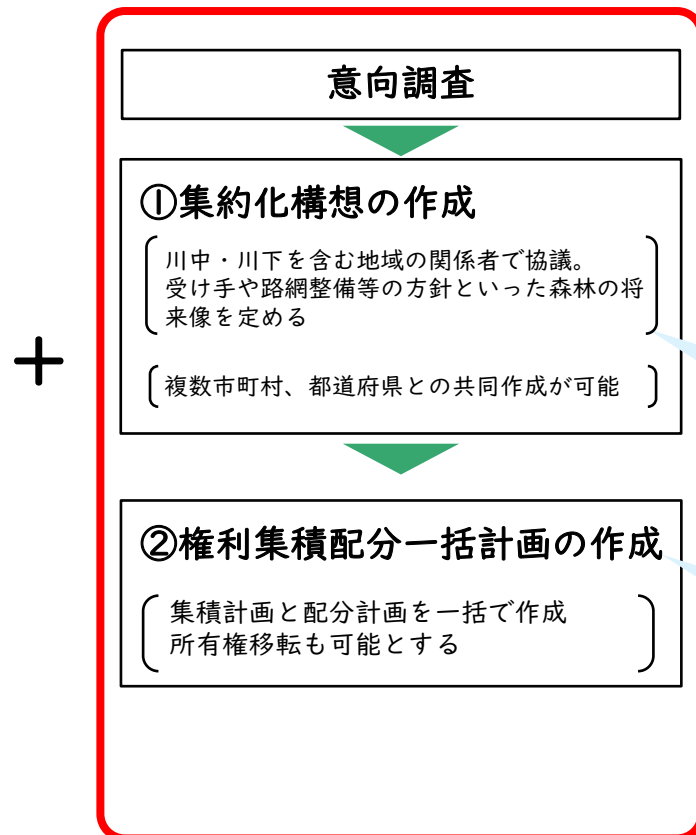 意向調査
①集約化構想の作成
川中・川下を含む地域の関係者で協議。
受け手や路網整備等の方針といった森林の将
来像を定める
複数市町村、都道府県との共同作成が可能
＋
②権利集積配分一括計画の作成
集積計画と配分計画を一括で作成
所有権移転も可能とする